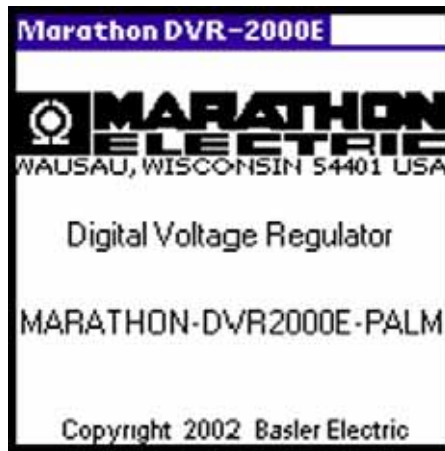 Marathon DVR-2000E
MARATHON
ELECTRIC
WAUSAU, WISCONSIN 54401 USA
Digital Voltage Regulator
MARATHON-DVR2000E-PALM
Copyright 2002 Basler Electric